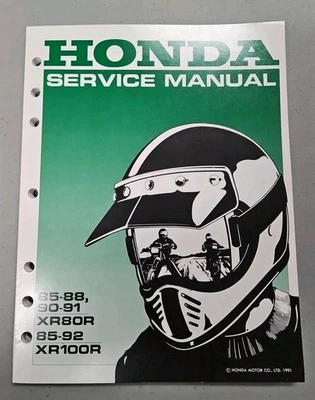 HONDA
SERVICE MANUAL
85-88,
90-91
XR80R
85-92
XR100R
© HONDA MOTOR CO., LTD. 1991